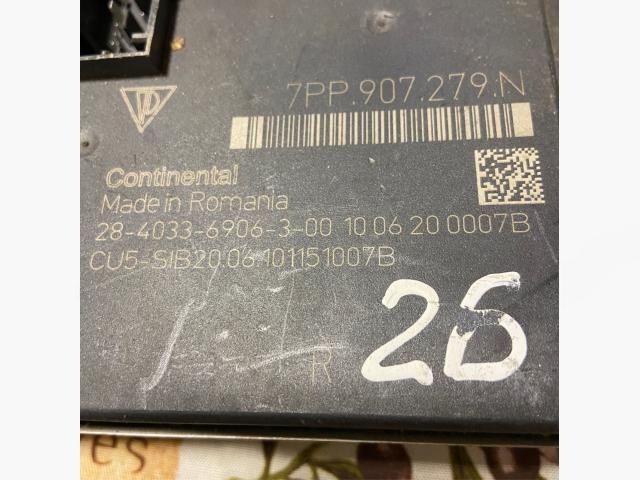 7PP.907.279.N
Continental
Made in Romania
28-4033-6906-3-00 10 06 20 0007B
CU5-SIB20.06.101151007B
R
26
es